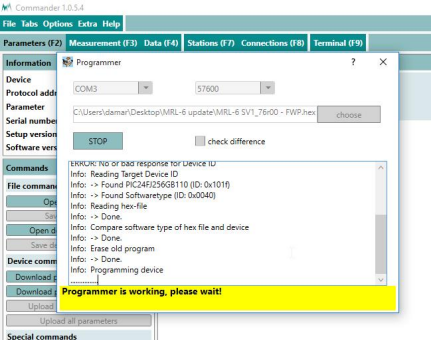 Commander 1.0.5.4
File Tabs Options Extra Help
Parameters (F2) Measurement (F3) Data (F4) Stations (F7) Connections (F8) Terminal (F9)
Information
Programmer
? X
Device
Protocol addr
COM3
57600
Parameter
C:\Users\damar\Desktop\MRL-6 update\MRL-6 SV1_76r00 - FWP.hex
choose
Serial number
Setup version
STOP
check difference
Software vers
Commands
ERROR: No or bad response for Device ID
Info: Reading Target Device ID
File comman
Info: -> Found PIC24FJ256GB110 (ID: 0x101f)
Info: -> Found Softwaretype (ID: 0x0040)
Ope
Info: Reading hex-file
Sav
Info: -> Done.
Open d
Info: Compare software type of hex file and device
Info: -> Done.
Save de
Info: Erase old program
Device comm
Info: -> Done.
Info: Programming device
Download p
............
Download p
Programmer is working, please wait!
Upload
Upload all parameters
Special commands